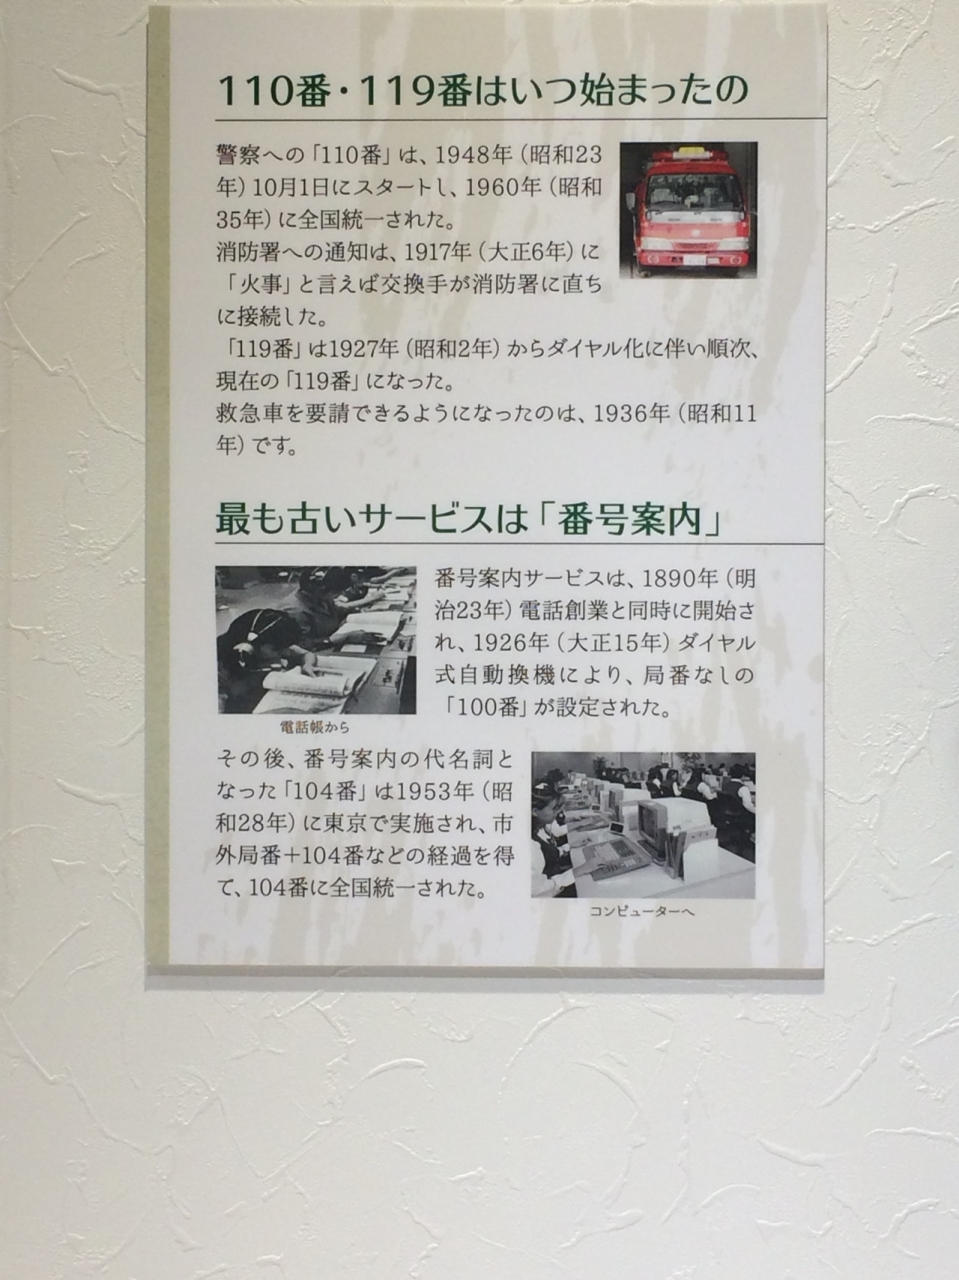 110番・119番はいつ始まったの
警察への「110番」は、1948年（昭和23
年）10月1日にスタートし、1960年（昭和
35年）に全国統一された。
消防署への通知は、1917年（大正6年）に
「火事」と言えば交換手が消防署に直ち
に接続した。
「119番」は1927年（昭和2年）からダイヤル化に伴い順次、
現在の「119番」になった。
救急車を要請できるようになったのは、1936年（昭和11
年）です。
最も古いサービスは「番号案内」
番号案内サービスは、1890年（明
治23年）電話創業と同時に開始さ
れ、1926年（大正15年）ダイヤル
式自動換機により、局番なしの
「100番」が設定された。
電話帳から
その後、番号案内の代名詞と
なった「104番」は1953年（昭
和28年）に東京で実施され、市
外局番＋104番などの経過を得
て、104番に全国統一された。
コンピューターへ